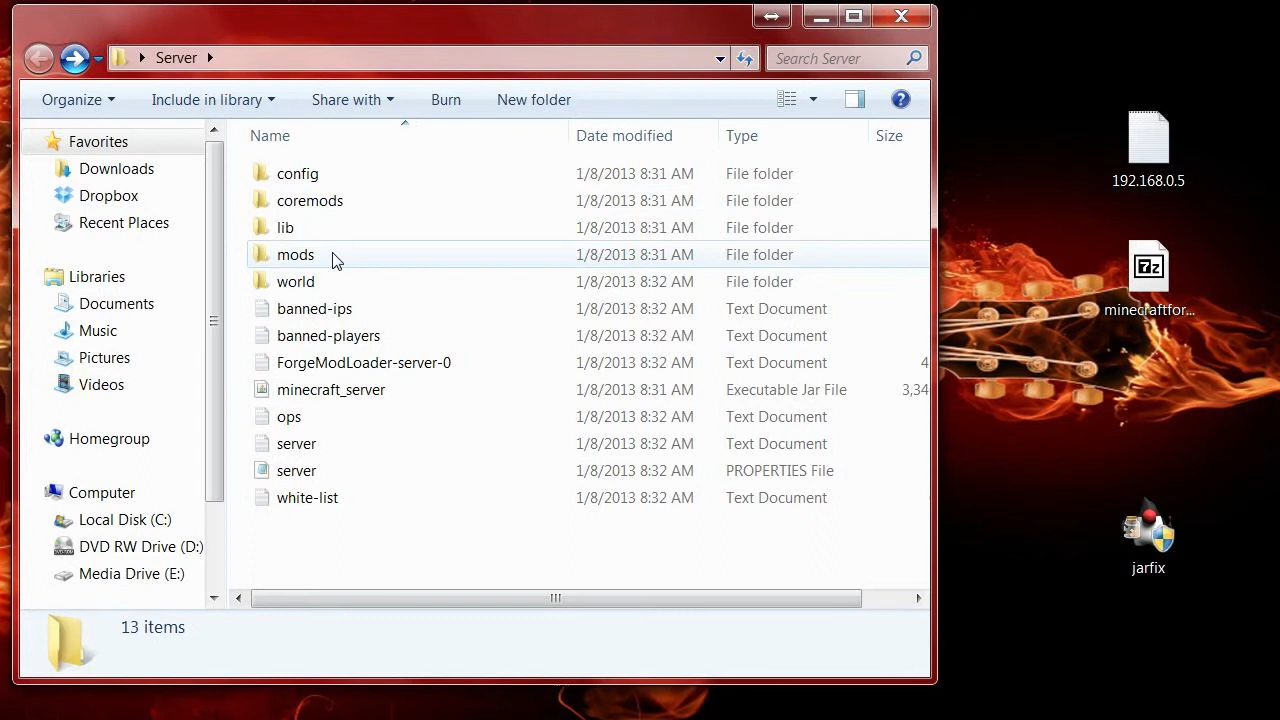 Server
Search Server
Organize
Include in library
Share with
Burn
New folder
Name
Date modified
Type
Size
Favorites
Downloads
Dropbox
Recent Places
Libraries
Documents
Music
Pictures
Videos
Homegroup
Computer
Local Disk (C:)
DVD RW Drive (D:)
Media Drive (E:)
config 1/8/2013 8:31 AM File folder
coremods 1/8/2013 8:31 AM File folder
lib 1/8/2013 8:31 AM File folder
mods 1/8/2013 8:31 AM File folder
world 1/8/2013 8:32 AM File folder
banned-ips 1/8/2013 8:32 AM Text Document
banned-players 1/8/2013 8:32 AM Text Document
ForgeModLoader-server-0 1/8/2013 8:32 AM Text Document 4
minecraft_server 1/8/2013 8:31 AM Executable Jar File 3,34
ops 1/8/2013 8:32 AM Text Document
server 1/8/2013 8:32 AM Text Document
server 1/8/2013 8:32 AM PROPERTIES File
white-list 1/8/2013 8:32 AM Text Document
13 items
192.168.0.5
7z
minecraftfor...
jarfix